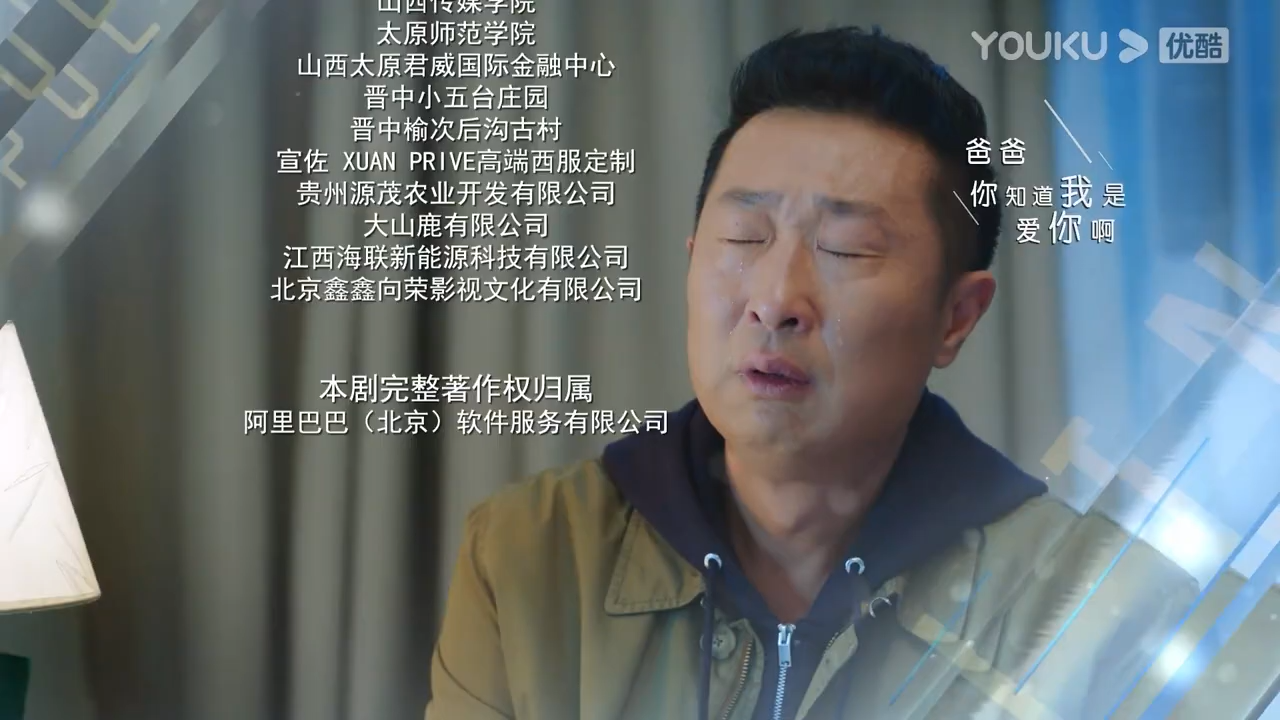 山西传媒学院
太原师范学院
山西太原君威国际金融中心
晋中小五台庄园
晋中榆次后沟古村
宣佐 XUAN PRIVE高端西服定制
贵州源茂农业开发有限公司
大山鹿有限公司
江西海联新能源科技有限公司
北京鑫鑫向荣影视文化有限公司
本剧完整著作权归属
阿里巴巴（北京）软件服务有限公司
YOUKU 优酷
爸爸
你知道我是
爱你啊